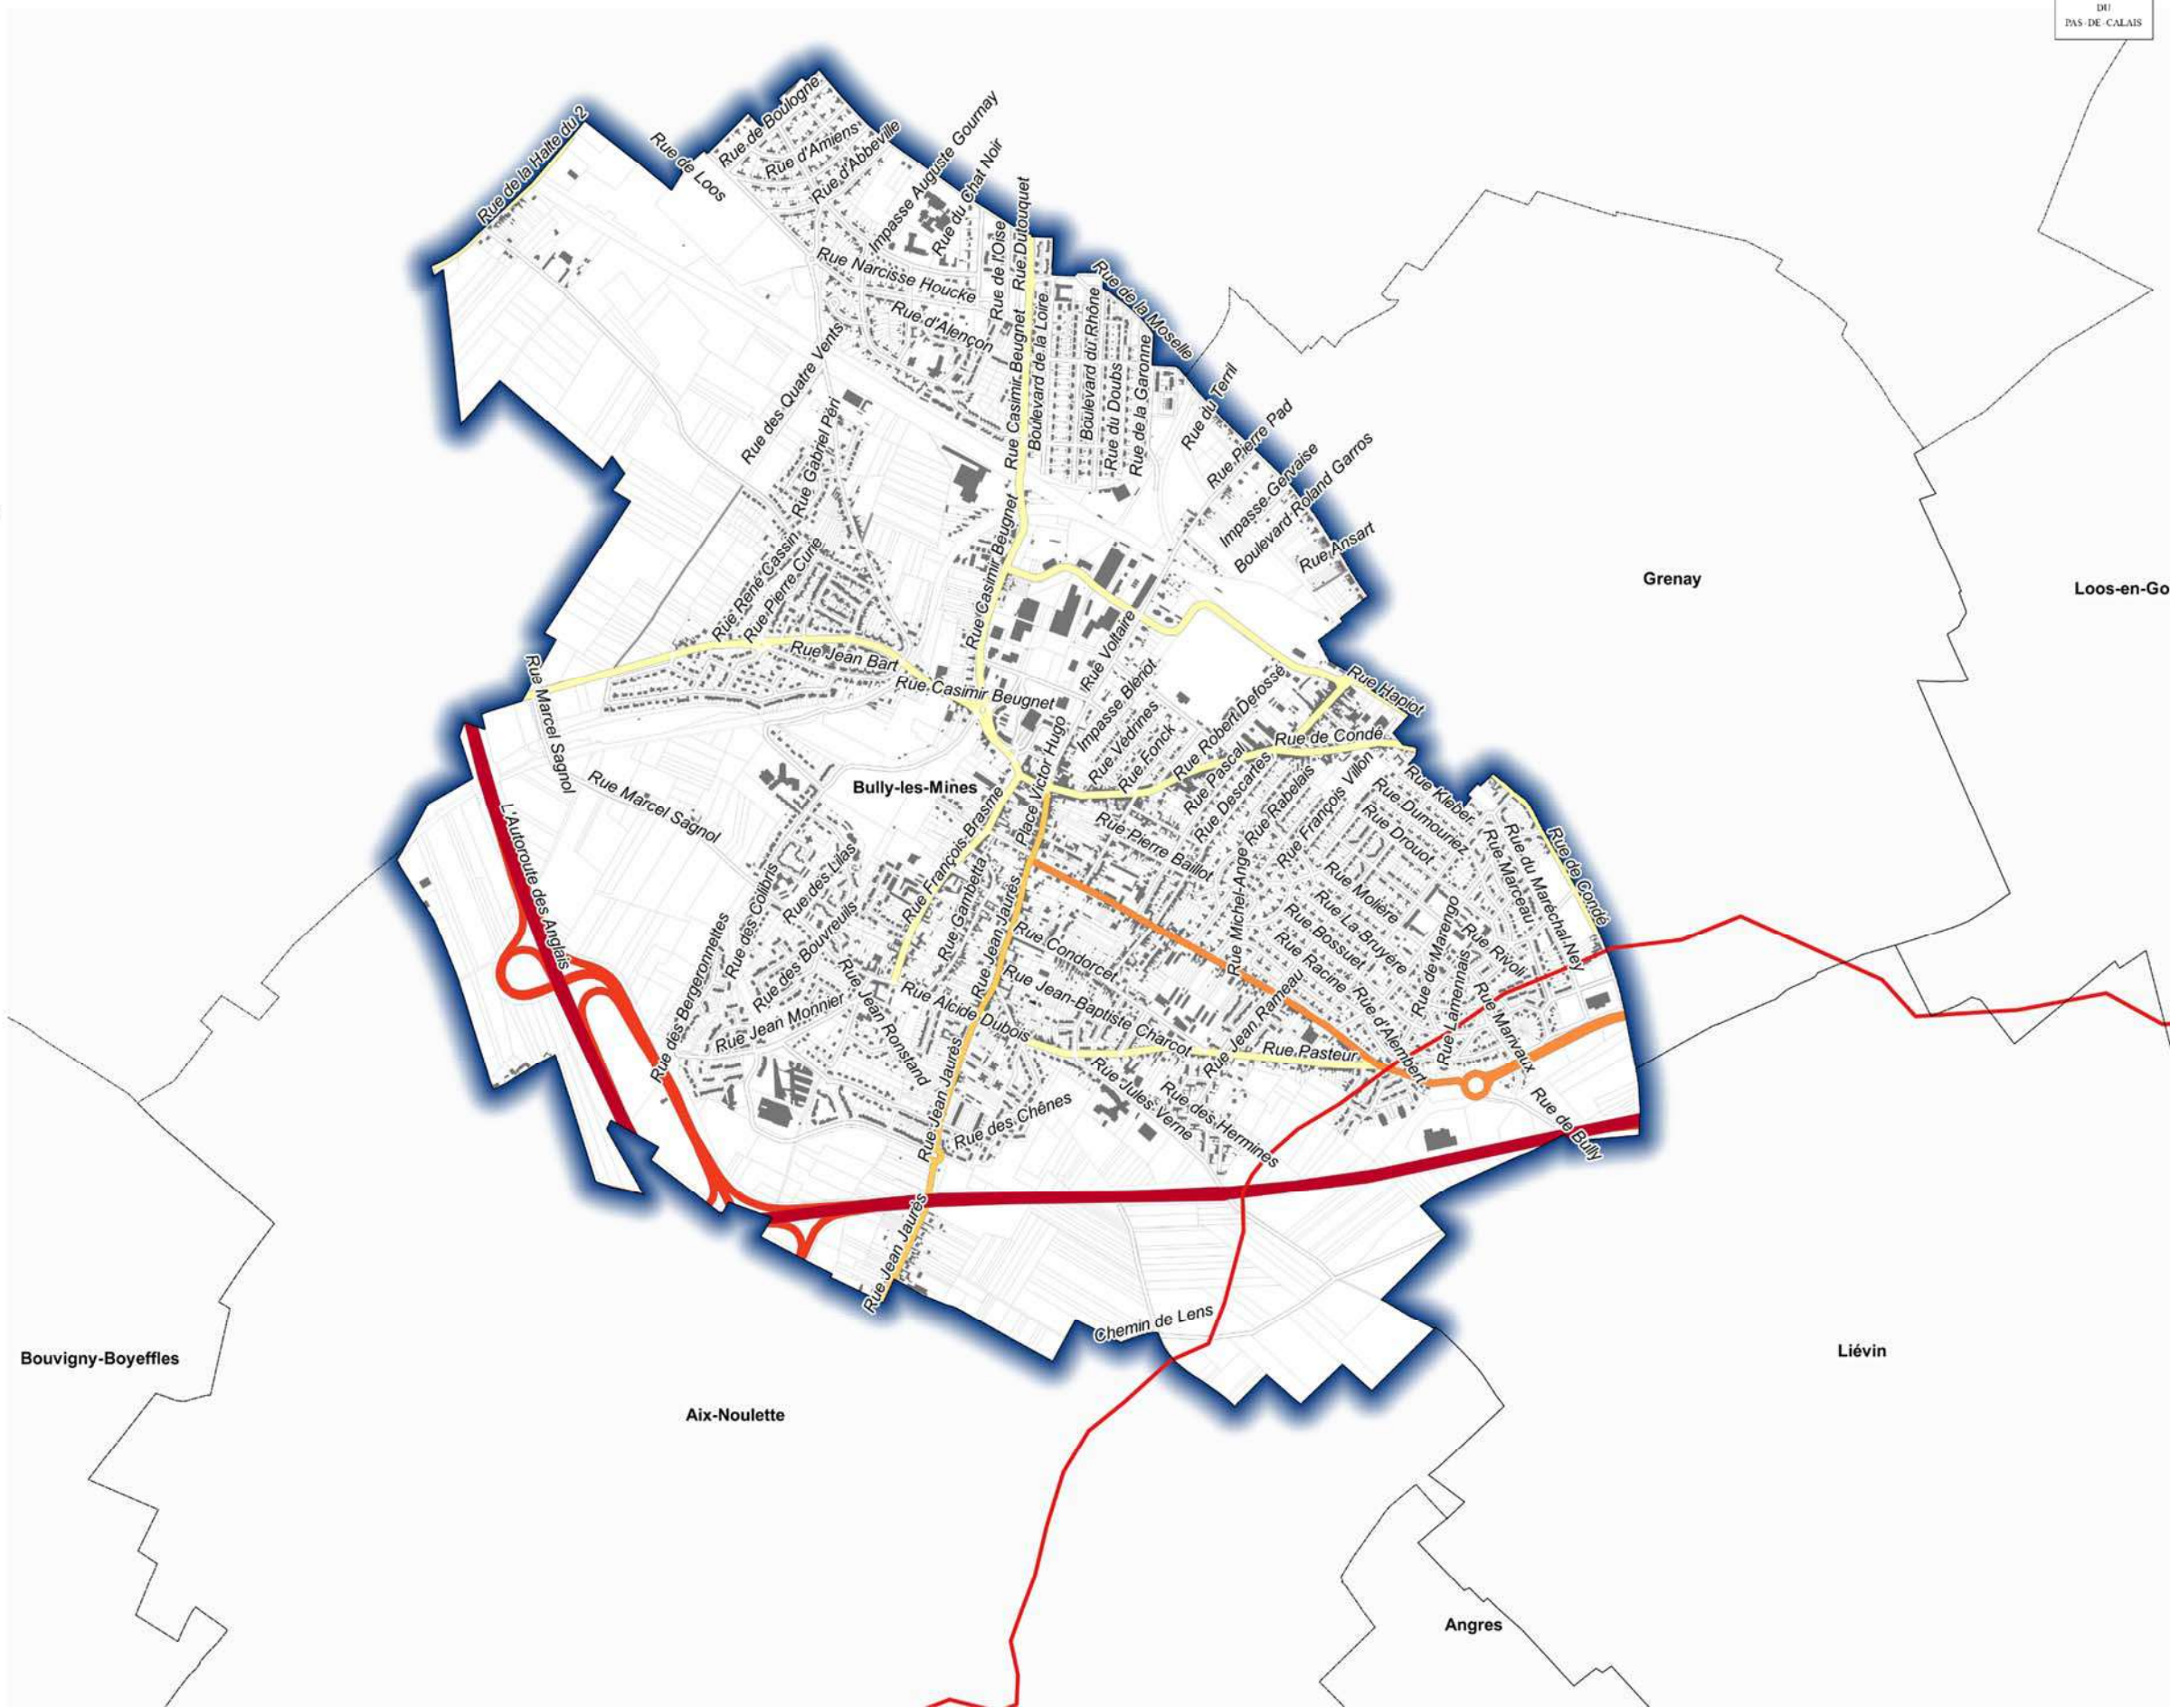 DU
PAS-DE-CALAIS
Rue de la Halte du 2
Rue de Loos
Rue de Boulogne
Rue d'Amiens
Rue d'Abbeville
Impasse Auguste Gournay
Rue du Chat Noir
Rue de l'Oise
Rue Dutouquet
Rue Narcisse Houcke
Rue d'Alençon
Rue Casimir Beugnet
Boulevard de la Loire
Boulevard du Rhône
Rue du Doubs
Rue de la Garonne
Rue de la Moselle
Rue du Terril
Rue Pierre Pad
Impasse Gervaise
Boulevard Roland Garros
Rue Ansart
Rue des Quatre Vents
Rue Gabriel Péri
Rue René Cassin
Rue Pierre Curie
Rue Casimir Beugnet
Grenay
Loos-en-Go
Rue Jean Bart
Rue Casimir Beugnet
Rue Voltaire
Impasse Blériot
Rue Védrines
Rue Fonck
Rue Robert Defossé
Rue Hapiot
Rue de Condé
Rue Pascal
Rue Descartes
Rue Rabelais
Rue François Villon
Rue Kleber
Rue Dumouriez
Rue Drouot
Rue Marceau
Rue du Maréchal Ney
Rue de Condé
Rue Marcel Sagnol
Rue Marcel Sagnol
L'Autoroute des Anglais
Bully-les-Mines
Place Victor Hugo
Rue François Brasme
Rue Gambetta
Rue Jean Jaurès
Rue Pierre Baillot
Rue Michel-Ange
Rue Molière
Rue La Bruyère
Rue Bossuet
Rue Racine
Rue de Marengo
Rue Rivoli
Rue Lamennais
Rue Marivaux
Rue d'Alembert
Rue des Lilas
Rue des Colibris
Rue des Bouvreuils
Rue des Bergeronnettes
Rue Jean Monnier
Rue Jean Ronstand
Rue Alcide Dubois
Rue Condorcet
Rue Jean-Baptiste Charcot
Rue Jean Rameau
Rue Pasteur
Rue Jules Verne
Rue des Hermines
Rue des Chênes
Rue Jean Jaurès
Rue Jean Jaurès
Rue de Bully
Chemin de Lens
Bouvigny-Boyeffles
Aix-Noulette
Liévin
Angres